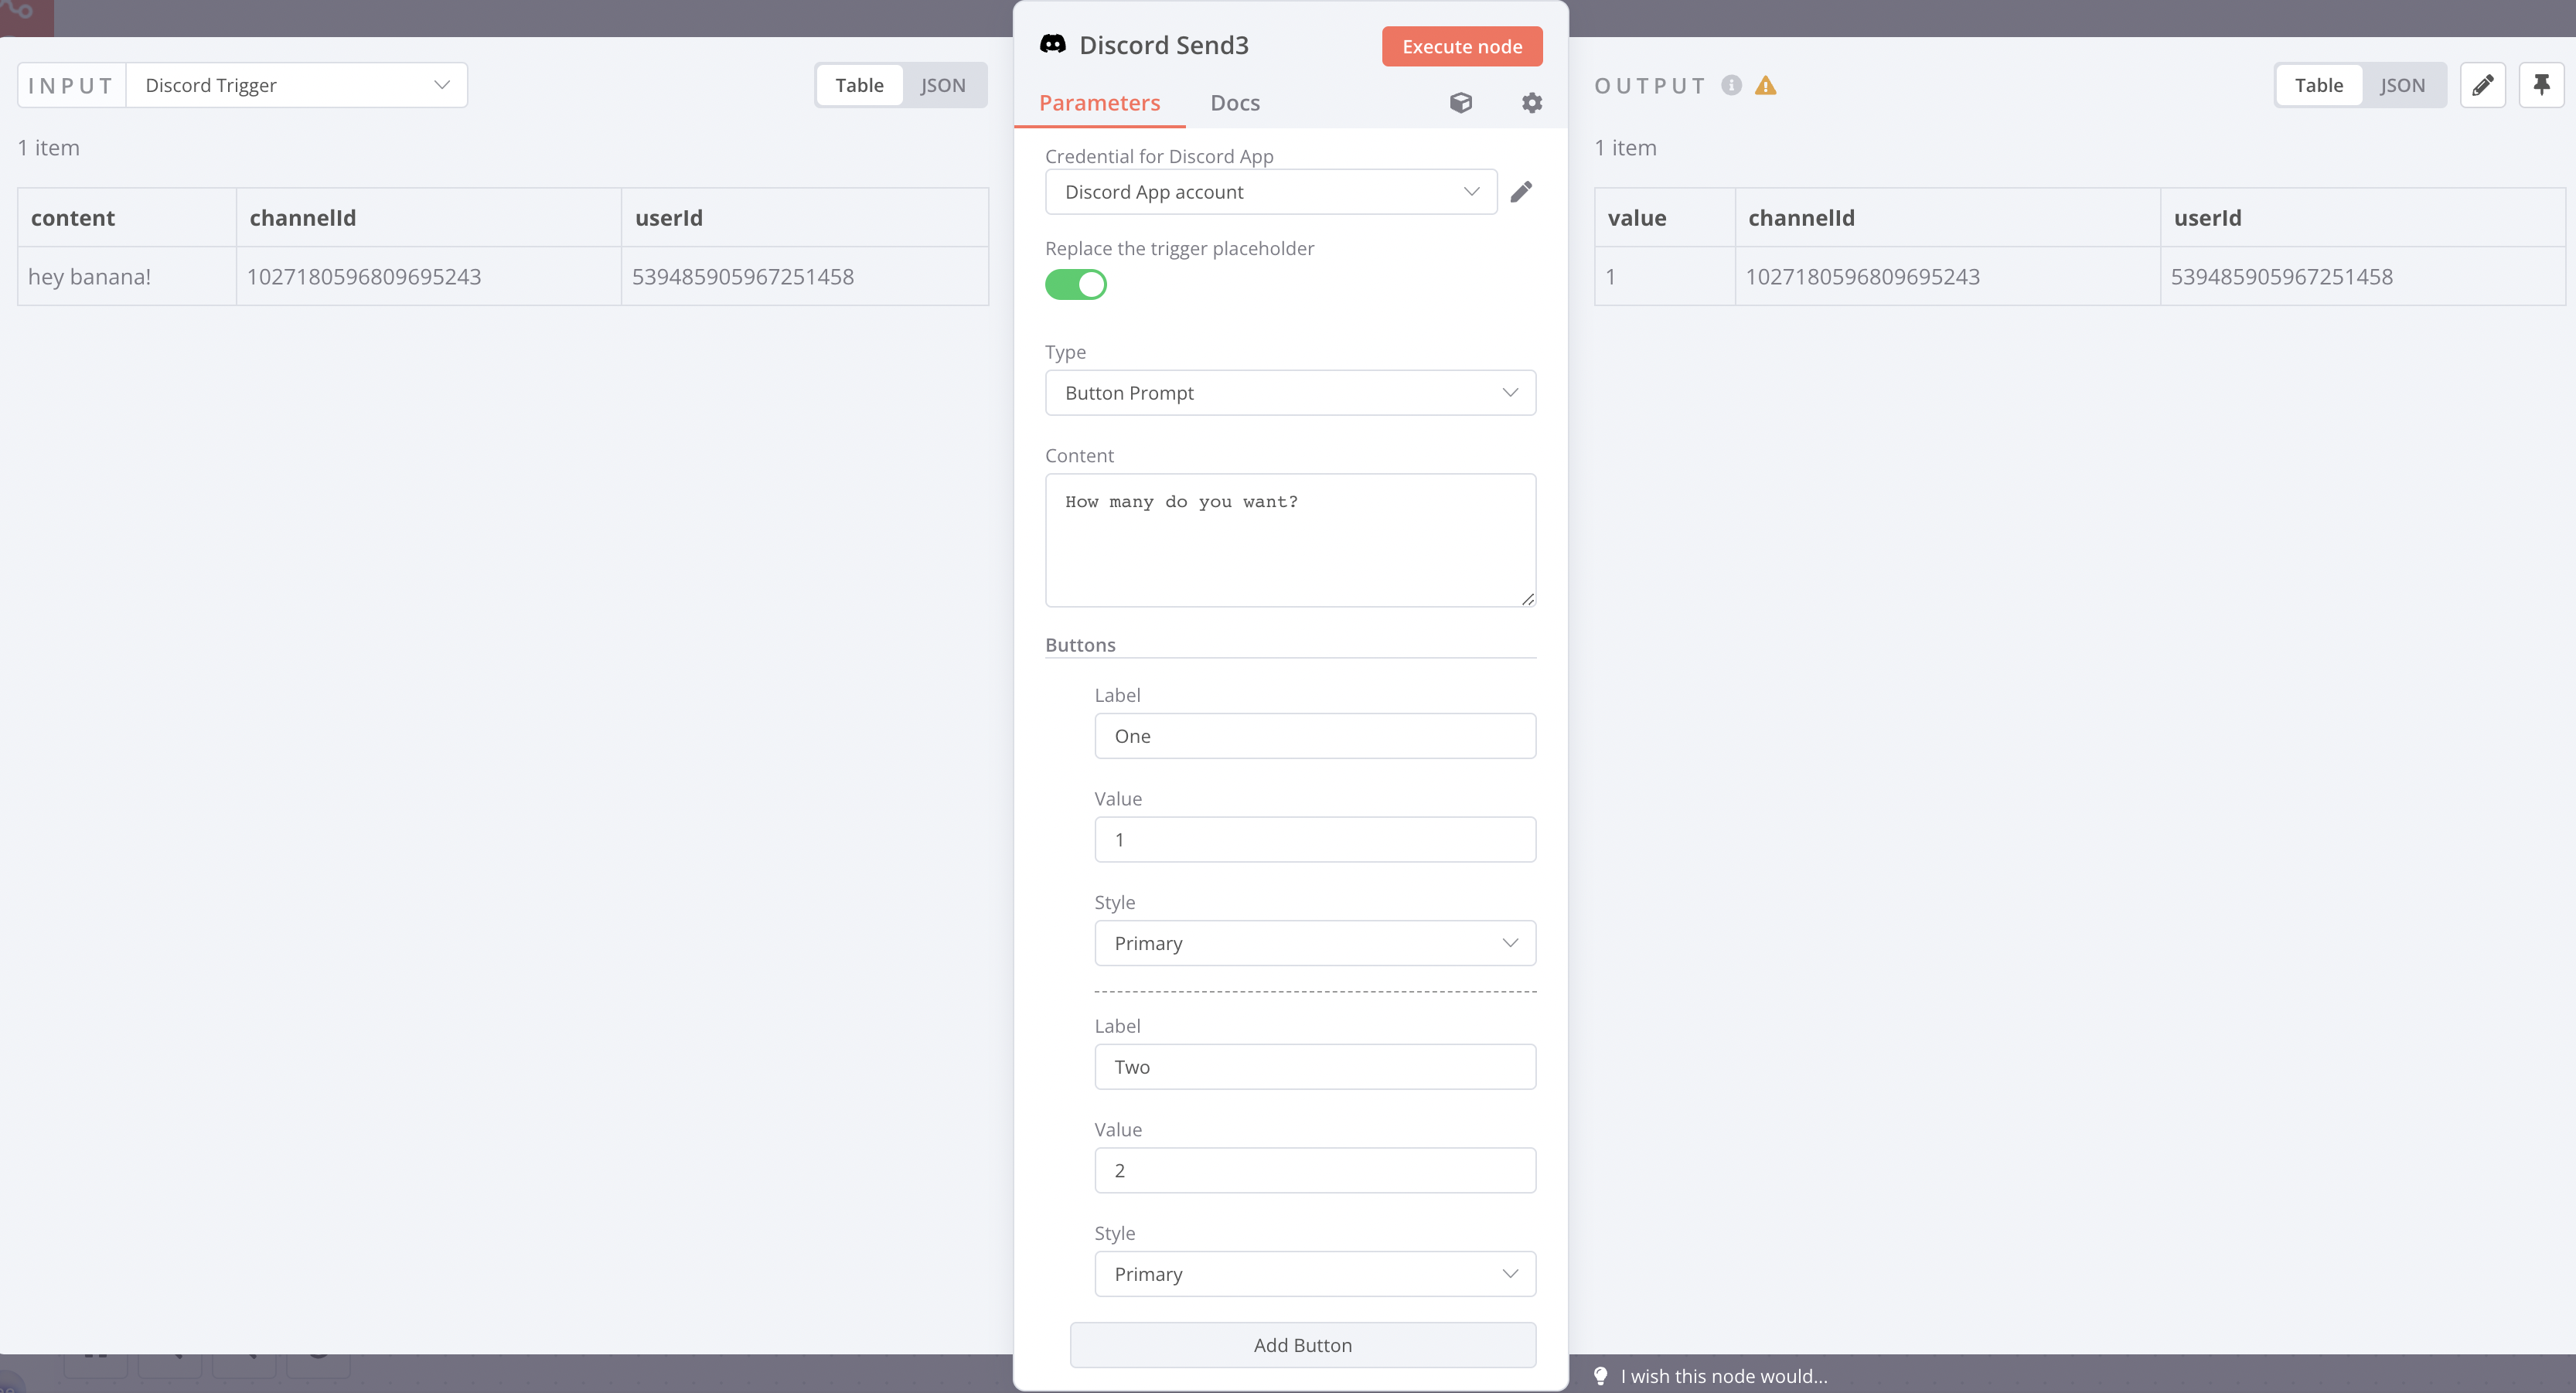 INPUT Discord Trigger Table JSON
1 item
content channelId userId
hey banana! 1027180596809695243 539485905967251458
Discord Send3 Execute node
Parameters Docs
Credential for Discord App
Discord App account
Replace the trigger placeholder
Type
Button Prompt
Content
How many do you want?
Buttons
Label
One
Value
1
Style
Primary
Label
Two
Value
2
Style
Primary
Add Button
OUTPUT Table JSON
1 item
value channelId userId
1 1027180596809695243 539485905967251458
I wish this node would...